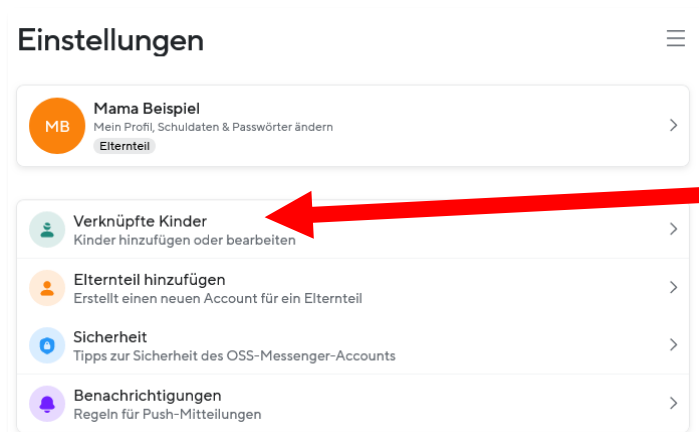 Einstellungen
MB
Mama Beispiel
Mein Profil, Schuldaten & Passwörter ändern
Elternteil
Verknüpfte Kinder
Kinder hinzufügen oder bearbeiten
Elternteil hinzufügen
Erstellt einen neuen Account für ein Elternteil
Sicherheit
Tipps zur Sicherheit des OSS-Messenger-Accounts
Benachrichtigungen
Regeln für Push-Mitteilungen